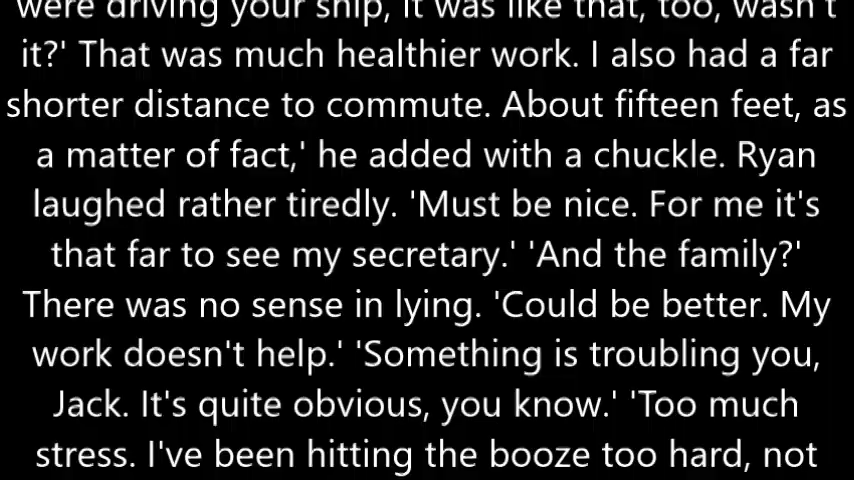 were driving your ship, it was like that, too, wasn't
it?' That was much healthier work. I also had a far
shorter distance to commute. About fifteen feet, as
a matter of fact,' he added with a chuckle. Ryan
laughed rather tiredly. 'Must be nice. For me it's
that far to see my secretary.' 'And the family?'
There was no sense in lying. 'Could be better. My
work doesn't help.' 'Something is troubling you,
Jack. It's quite obvious, you know.' 'Too much
stress. I've been hitting the booze too hard, not